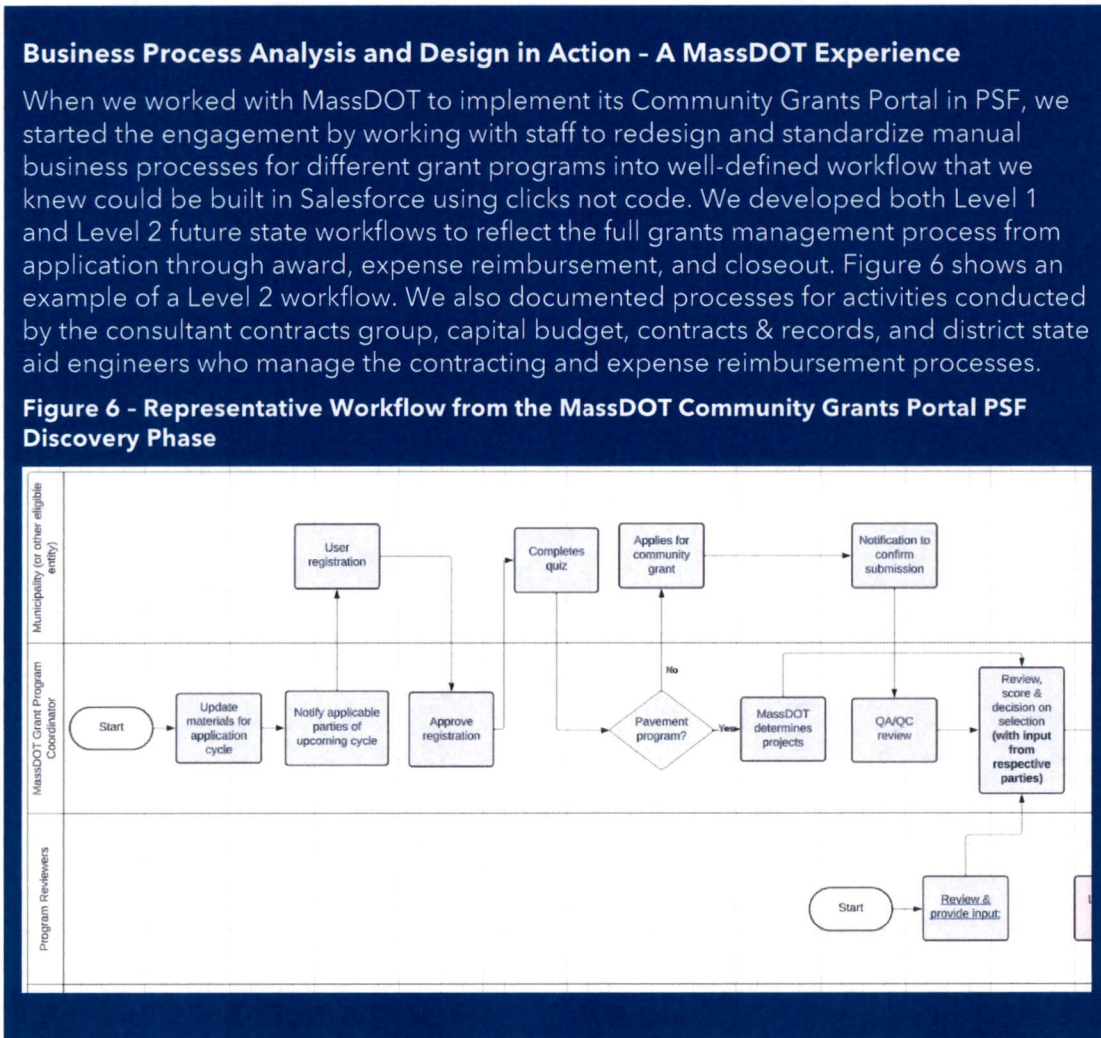 Business Process Analysis and Design in Action – A MassDOT Experience
When we worked with MassDOT to implement its Community Grants Portal in PSF, we
started the engagement by working with staff to redesign and standardize manual
business processes for different grant programs into well-defined workflow that we
knew could be built in Salesforce using clicks not code. We developed both Level 1
and Level 2 future state workflows to reflect the full grants management process from
application through award, expense reimbursement, and closeout. Figure 6 shows an
example of a Level 2 workflow. We also documented processes for activities conducted
by the consultant contracts group, capital budget, contracts & records, and district state
aid engineers who manage the contracting and expense reimbursement processes.
Figure 6 – Representative Workflow from the MassDOT Community Grants Portal PSF
Discovery Phase
Municipality (or other eligible
entity)
User
registration
Completes
quiz
Applies for
community
grant
Notification to
confirm
submission
MassDOT Grant Program
Coordinator
Start
Update
materials for
application
cycle
Notify applicable
parties of
upcoming cycle
Approve
registration
No
Pavement
program?
Yes
MassDOT
determines
projects
QA/QC
review
Review,
score &
decision on
selection
(with input
from
respective
parties)
Program Reviewers
Start
Review &
provide input: